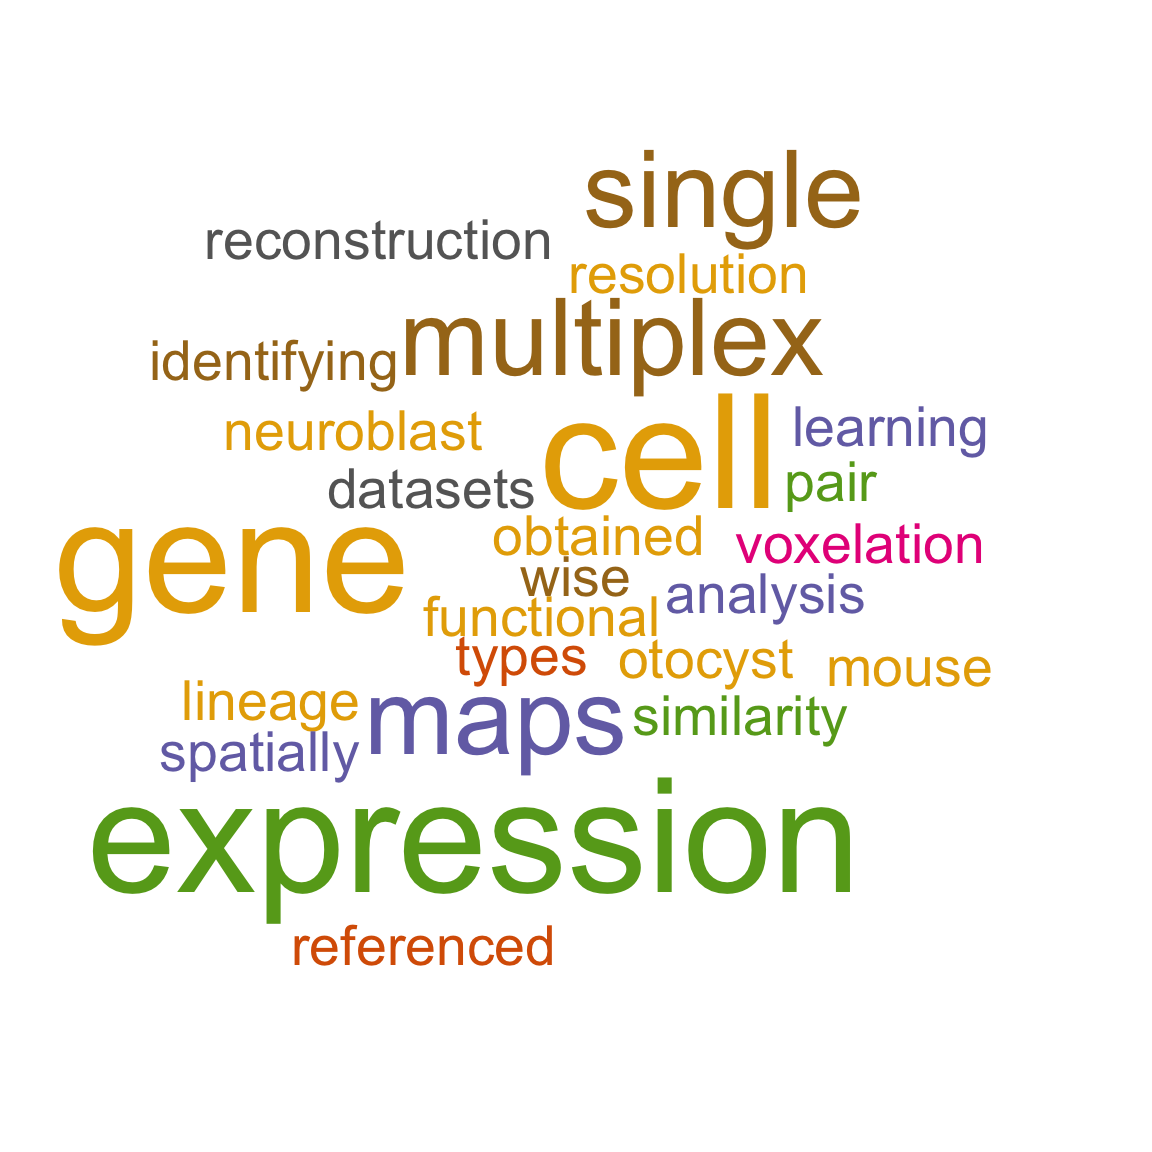 single
reconstruction
resolution
multiplex
identifying
cell
learning
neuroblast
pair
datasets
gene
obtained
voxelation
wise
analysis
functional
types
otocyst
mouse
lineage
maps
similarity
spatially
expression
referenced